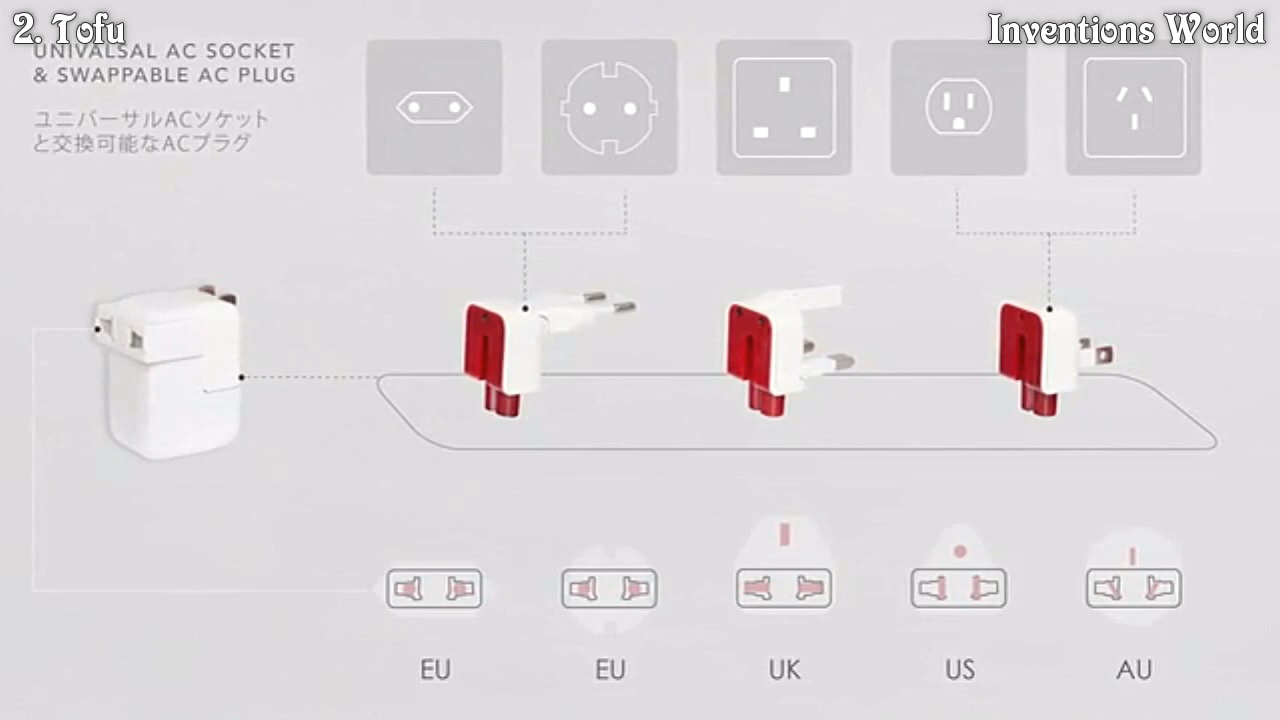 2. Tofu
Inventions World
UNIVALSAL AC SOCKET
& SWAPPABLE AC PLUG
ユニバーサルACソケット
と交換可能なACプラグ
EU
EU
UK
US
AU